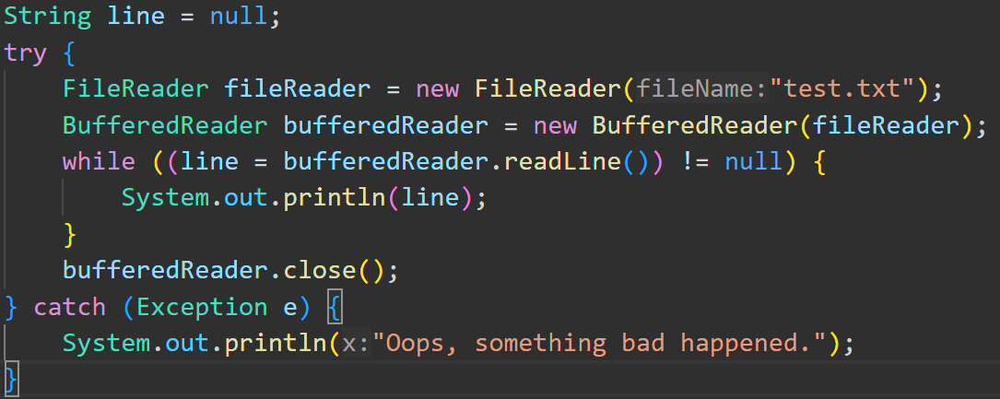 String line = null;
try {
    FileReader fileReader = new FileReader(fileName:"test.txt");
    BufferedReader bufferedReader = new BufferedReader(fileReader);
    while ((line = bufferedReader.readLine()) != null) {
        System.out.println(line);
    }
    bufferedReader.close();
} catch (Exception e) {
    System.out.println(x:"Oops, something bad happened.");
}